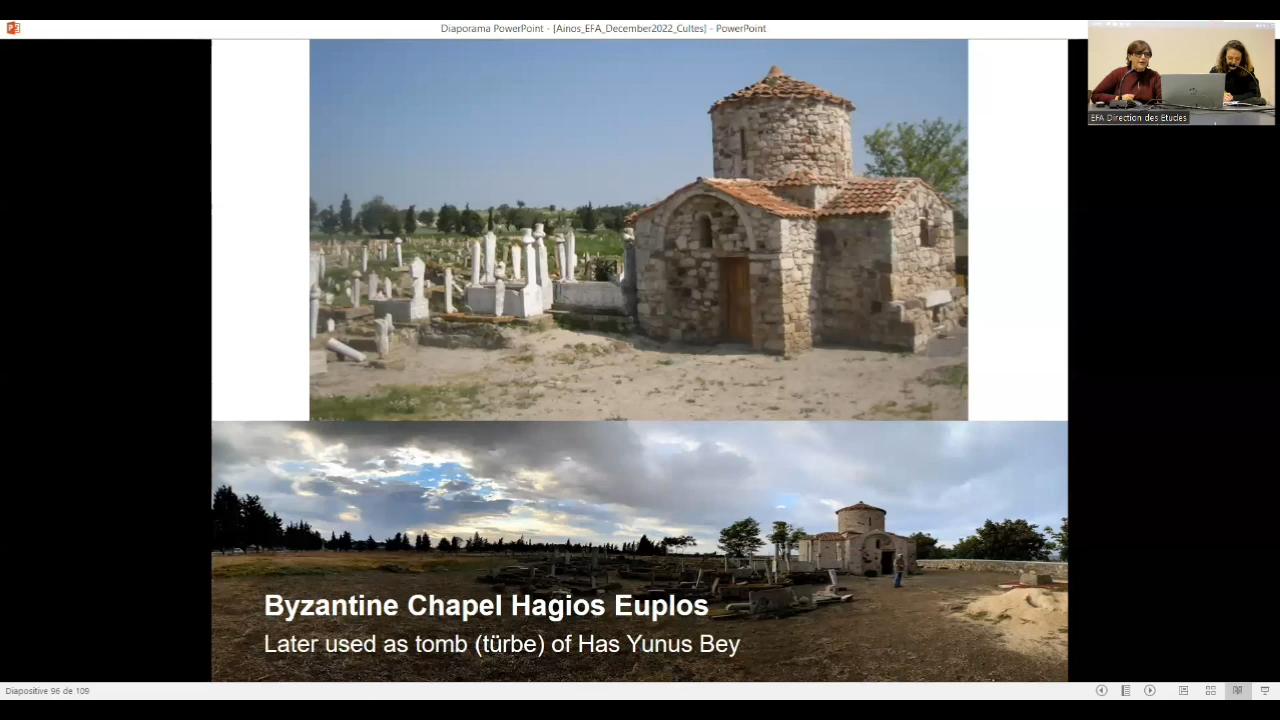 Diaporama PowerPoint - [Ainos_EFA_December2022_Cultes] - PowerPoint
EFA Direction des Etudes
Byzantine Chapel Hagios Euplos
Later used as tomb (türbe) of Has Yunus Bey
Diapositive 96 de 109